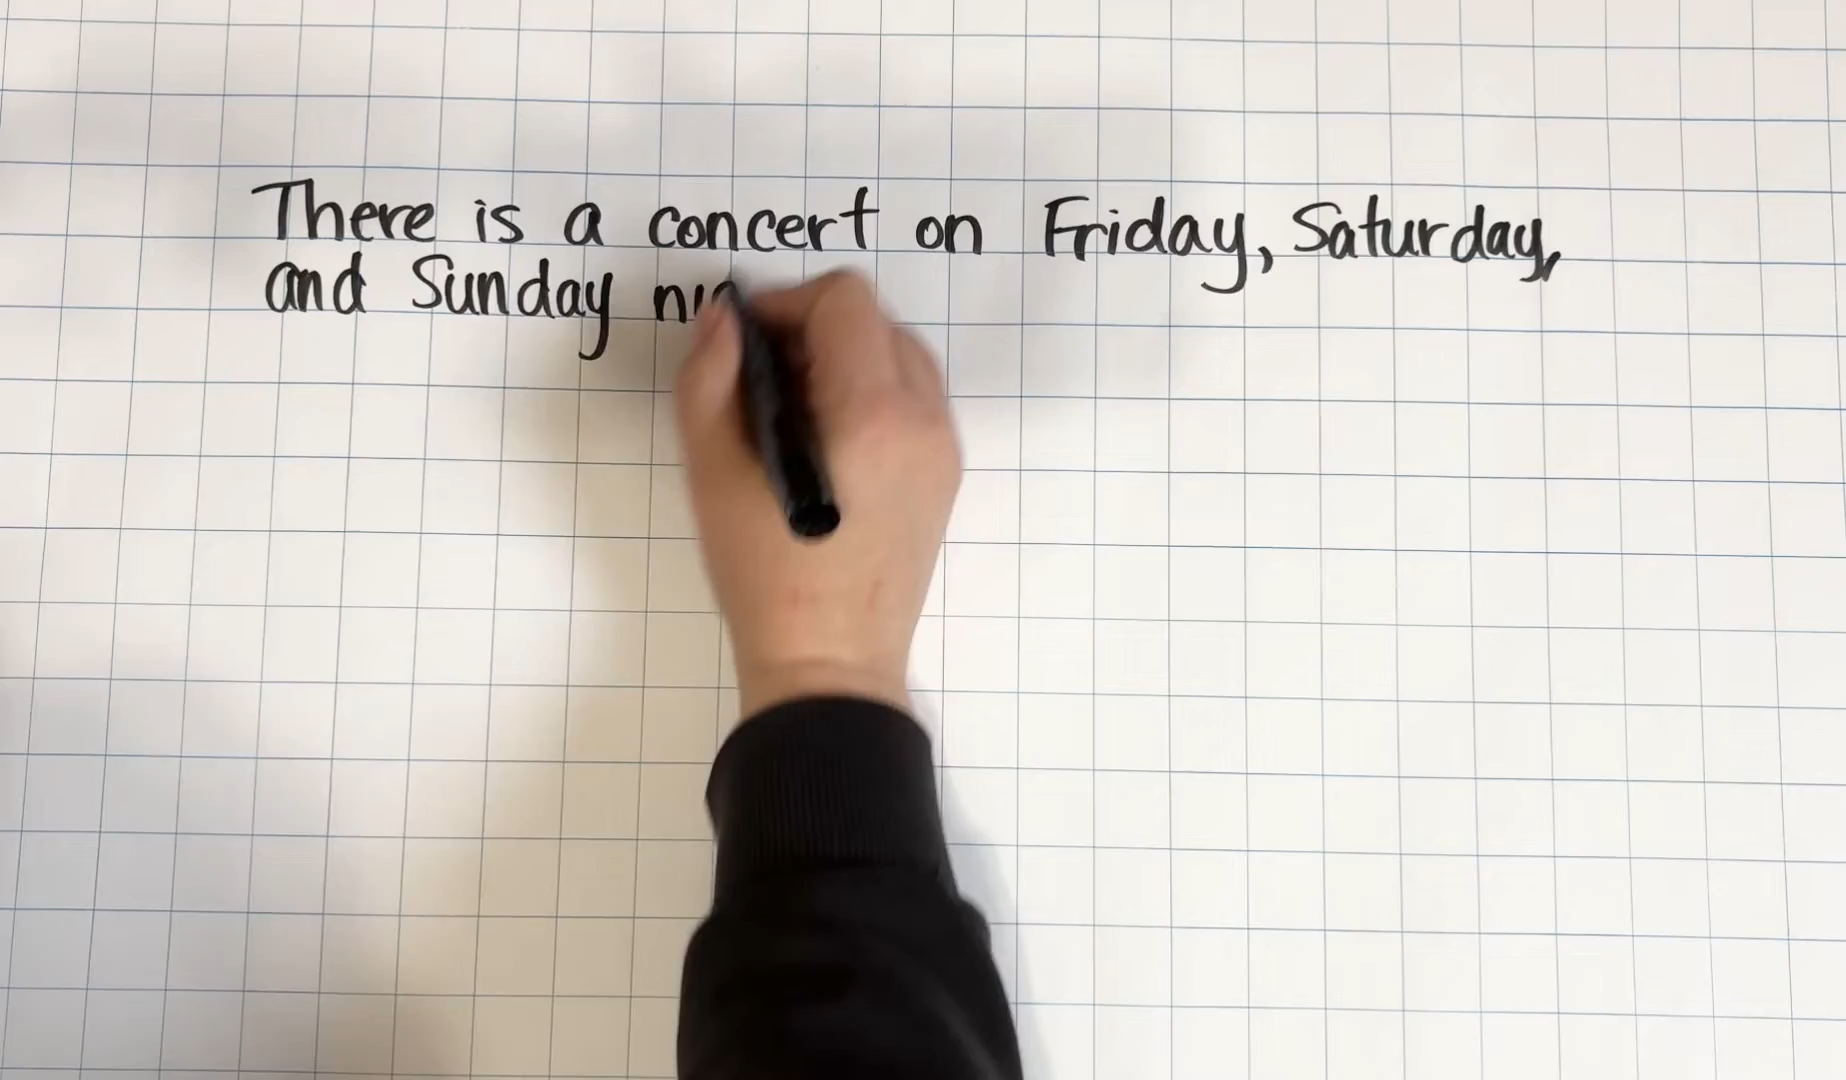 There is a concert on Friday, Saturday,
and Sunday